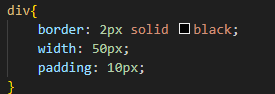 div{
border: 2px solid black;
width: 50px;
padding: 10px;
}